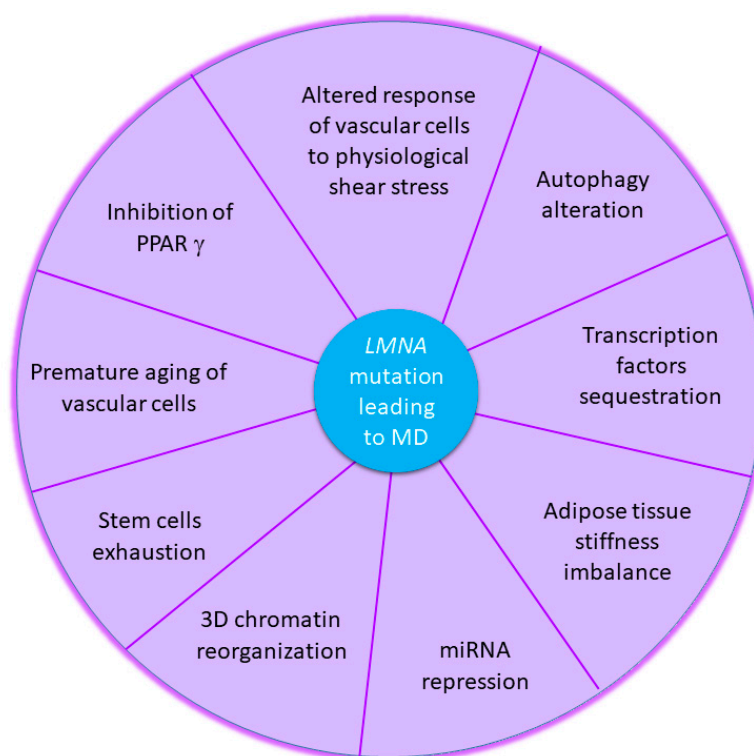 Altered response
of vascular cells
to physiological
shear stress
Autophagy
alteration
Transcription
factors
sequestration
Adipose tissue
stiffness
imbalance
miRNA
repression
3D chromatin
reorganization
Stem cells
exhaustion
Premature aging of
vascular cells
Inhibition of
PPAR γ
LMNA
mutation
leading
to MD